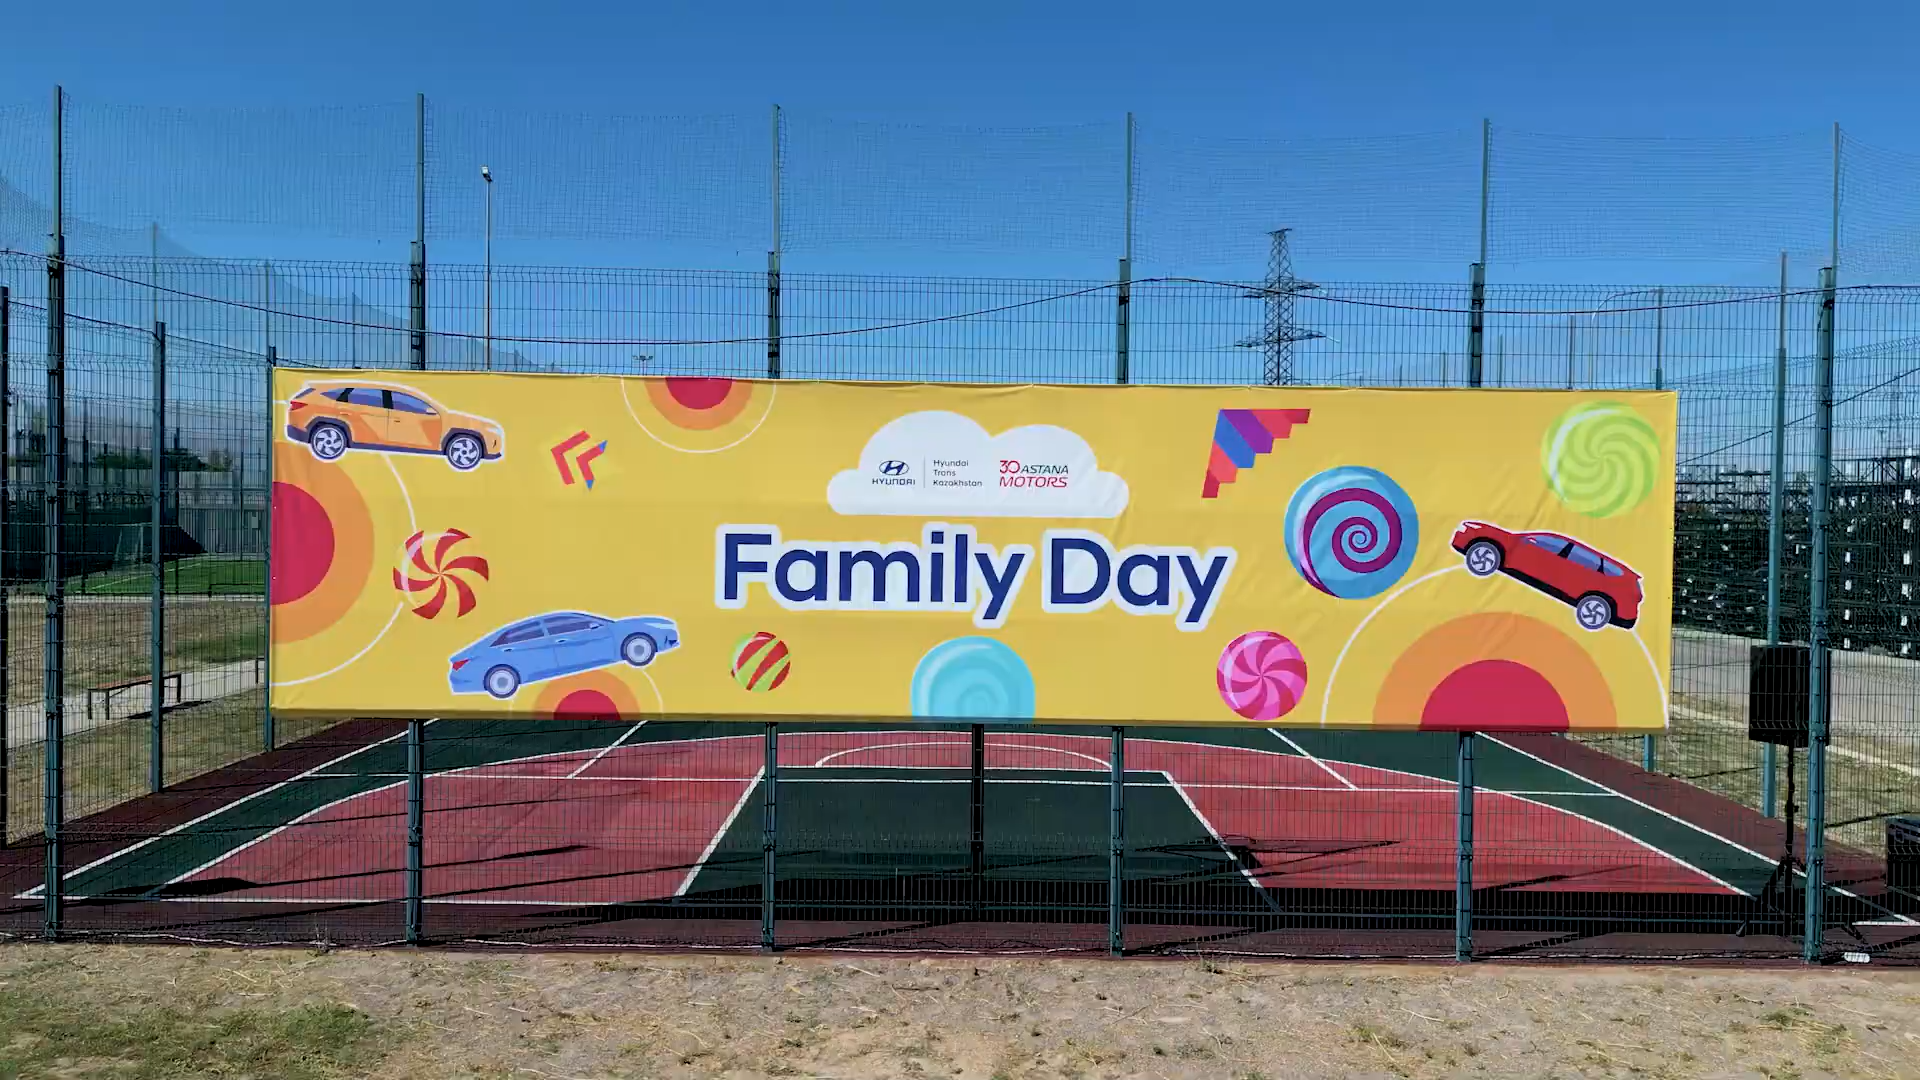 HYUNDAI
Hyundai
Trans
Kazakhstan
30 ASTANA
MOTORS
Family Day